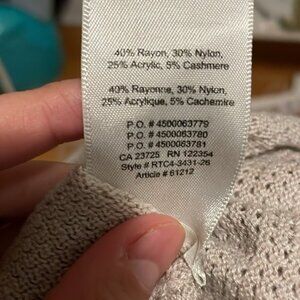 40% Rayon, 30% Nylon,
25% Acrylic, 5% Cashmere
40% Rayonne, 30% Nylon,
25% Acrylique, 5% Cachemire
P.O. # 4500063779
P.O. # 4500063780
P.O. # 4500063781
CA 23725 RN 122354
Style # RTC4-3431-26
Article # 61212